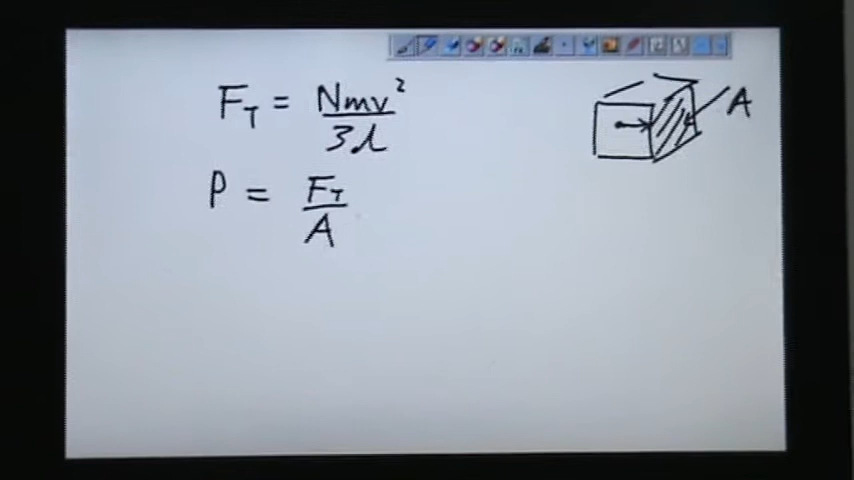 F_T = Nmv² / 3l
P = F_T / A
A